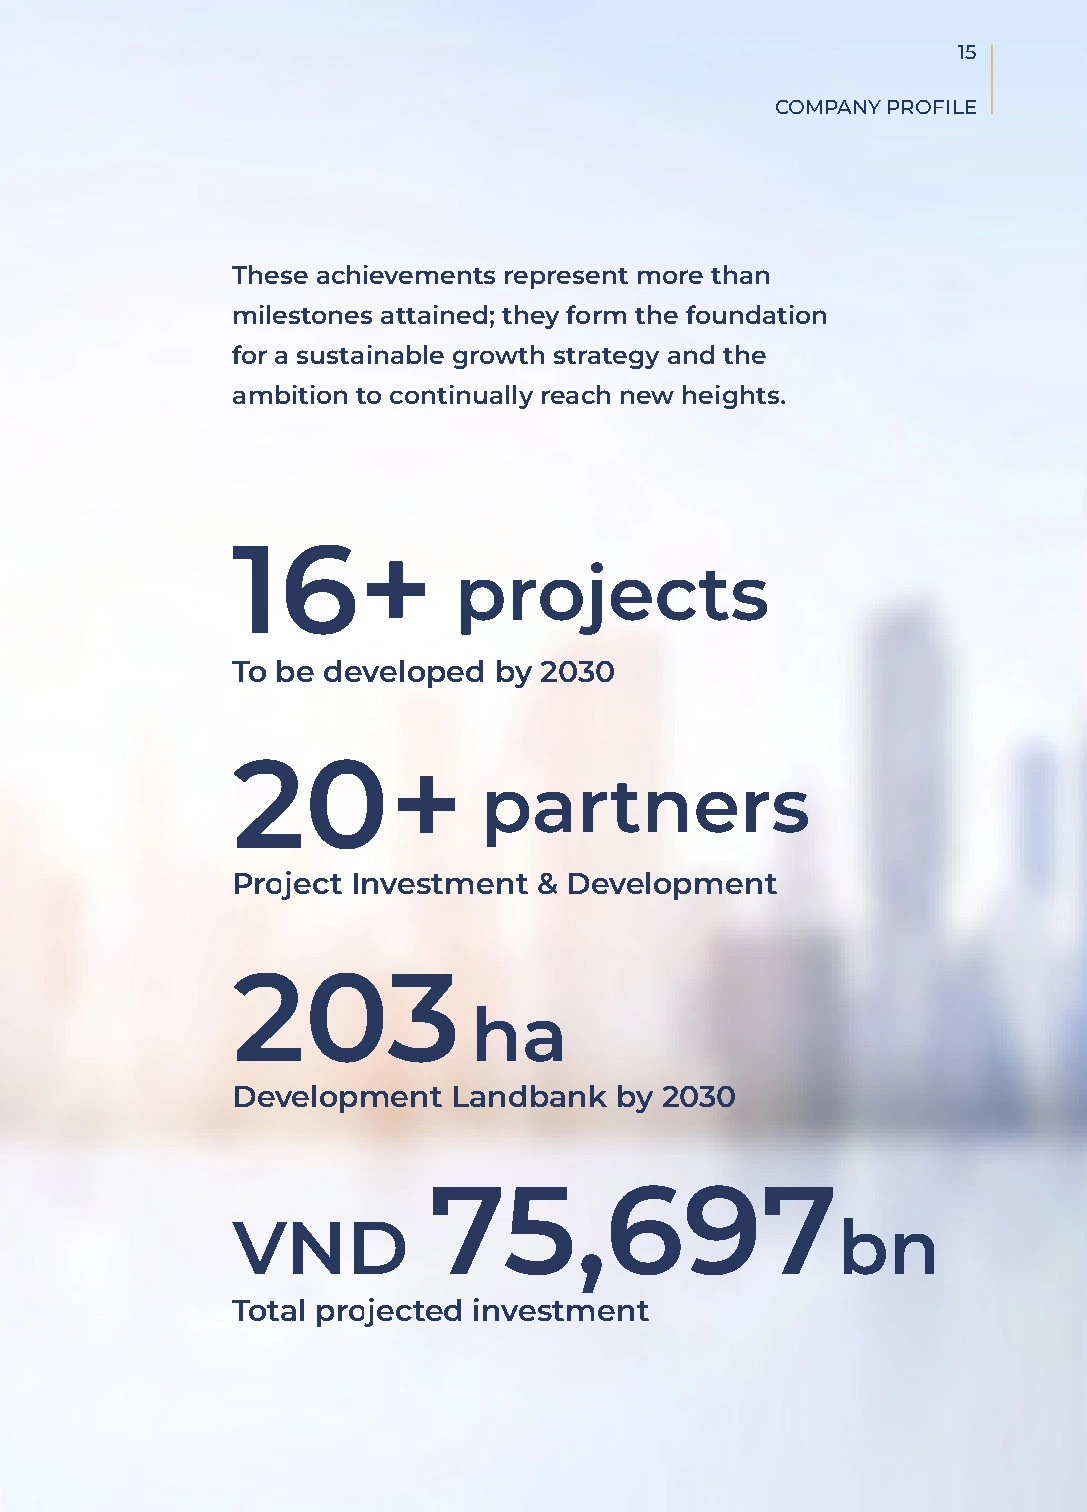 15
COMPANY PROFILE
These achievements represent more than
milestones attained; they form the foundation
for a sustainable growth strategy and the
ambition to continually reach new heights.
16+ projects
To be developed by 2030
20+ partners
Project Investment & Development
203 ha
Development Landbank by 2030
VND 75,697bn
Total projected investment